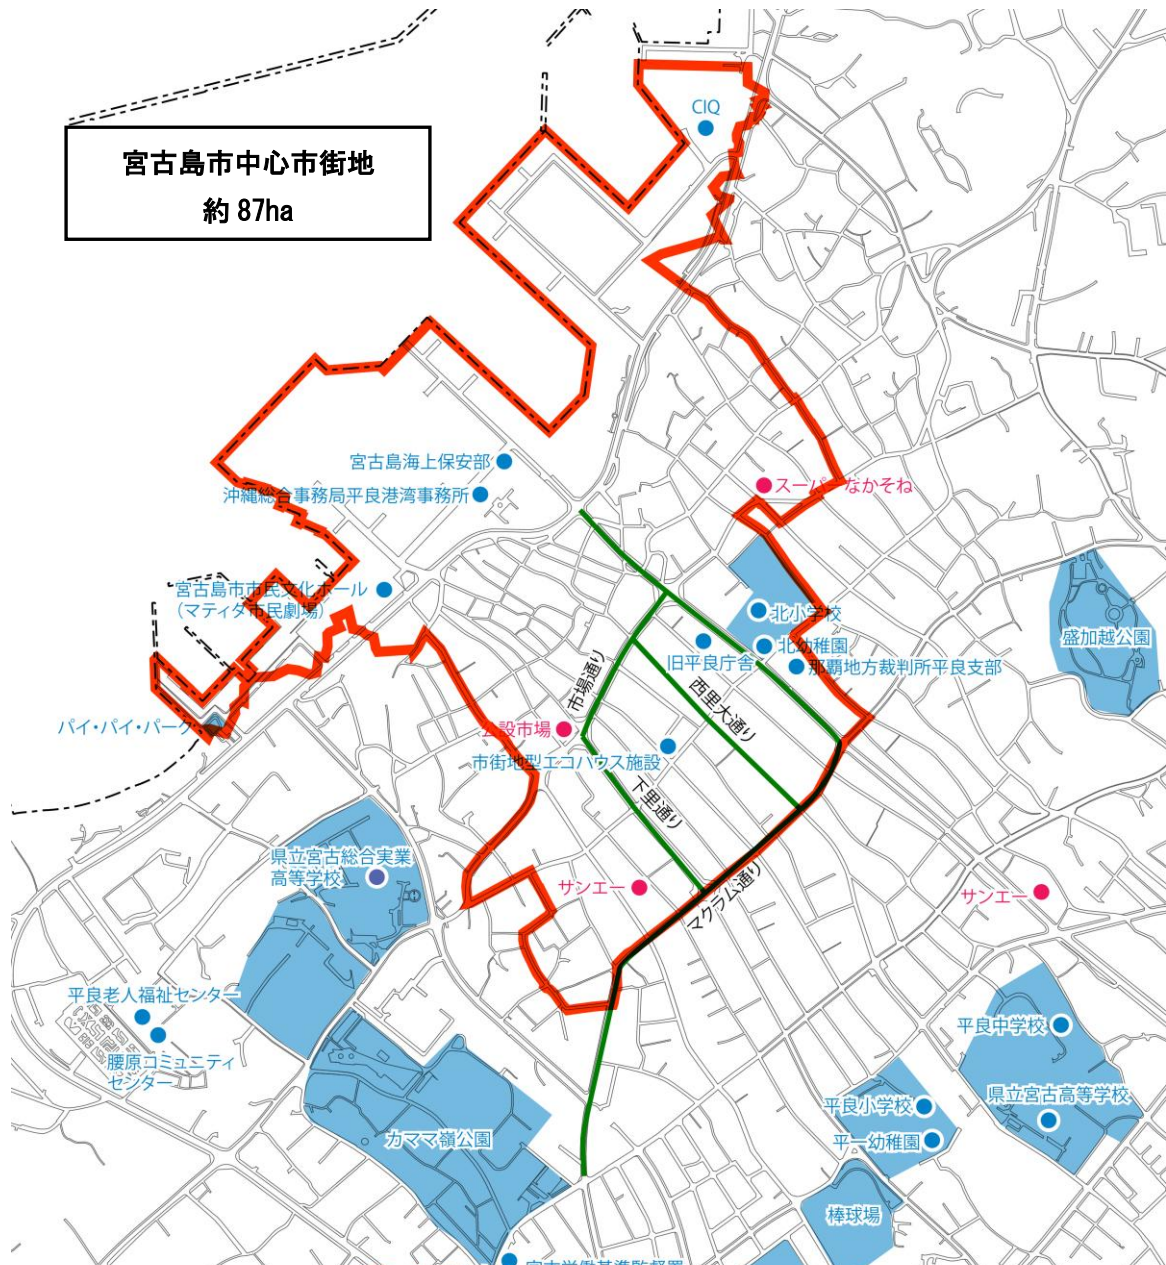 CIQ
宮古島市中心市街地
約 87ha
宮古島海上保安部
沖縄総合事務局平良港湾事務所
スーパーなかそね
宮古島市市民文化ホール
(マティダ市民劇場)
北小学校
北幼稚園
旧平良庁舎
那覇地方裁判所平良支部
盛加越公園
市場通り
西里大通り
パイ・パイ・パーク
公設市場
市街地型エコハウス施設
下里通り
県立宮古総合実業
高等学校
サンエー
マクラム通り
サンエー
平良老人福祉センター
腰原コミュニティ
センター
平良中学校
県立宮古高等学校
平良小学校
平一幼稚園
カママ嶺公園
棒球場
宮古労働基準監督署